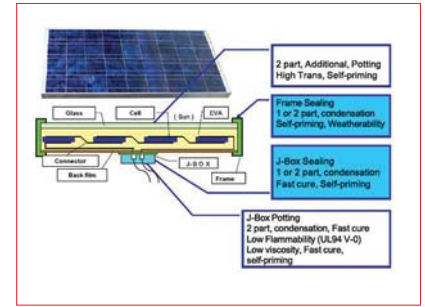 2 part, Additional, Potting
High Trans, Self-priming
Glass
Cell
( Sun )
EVA
Frame Sealing
1 or 2 part, condensation
Self-priming, Weatherability
Connector
J-BOX
Back film
Frame
J-Box Sealing
1 or 2 part, condensation
Fast cure, Self-priming
J-Box Potting
2 part, condensation, Fast cure
Low Flammability (UL94 V-0)
Low viscosity, Fast cure,
self-priming